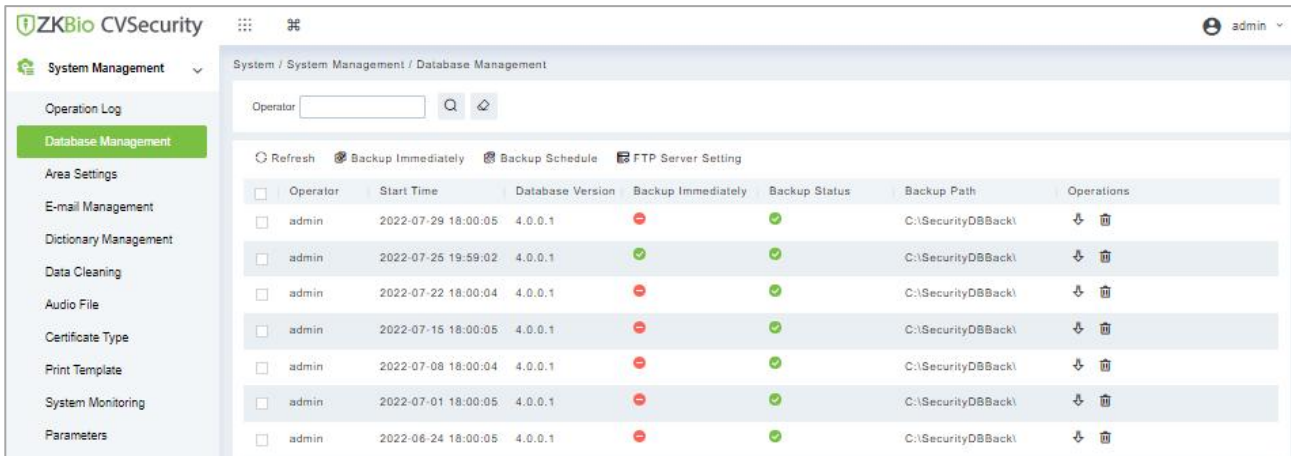 ZKBio CVSecurity
admin
System Management
System / System Management / Database Management
Operation Log
Operator
Database Management
Refresh Backup Immediately Backup Schedule FTP Server Setting
Area Settings
Operator Start Time Database Version Backup Immediately Backup Status Backup Path Operations
E-mail Management
admin 2022-07-29 18:00:05 4.0.0.1 C:\SecurityDBBack\
Dictionary Management
admin 2022-07-25 19:59:02 4.0.0.1 C:\SecurityDBBack\
Data Cleaning
admin 2022-07-22 18:00:04 4.0.0.1 C:\SecurityDBBack\
Audio File
admin 2022-07-15 18:00:05 4.0.0.1 C:\SecurityDBBack\
Certificate Type
admin 2022-07-08 18:00:04 4.0.0.1 C:\SecurityDBBack\
Print Template
admin 2022-07-01 18:00:05 4.0.0.1 C:\SecurityDBBack\
System Monitoring
admin 2022-06-24 18:00:05 4.0.0.1 C:\SecurityDBBack\
Parameters